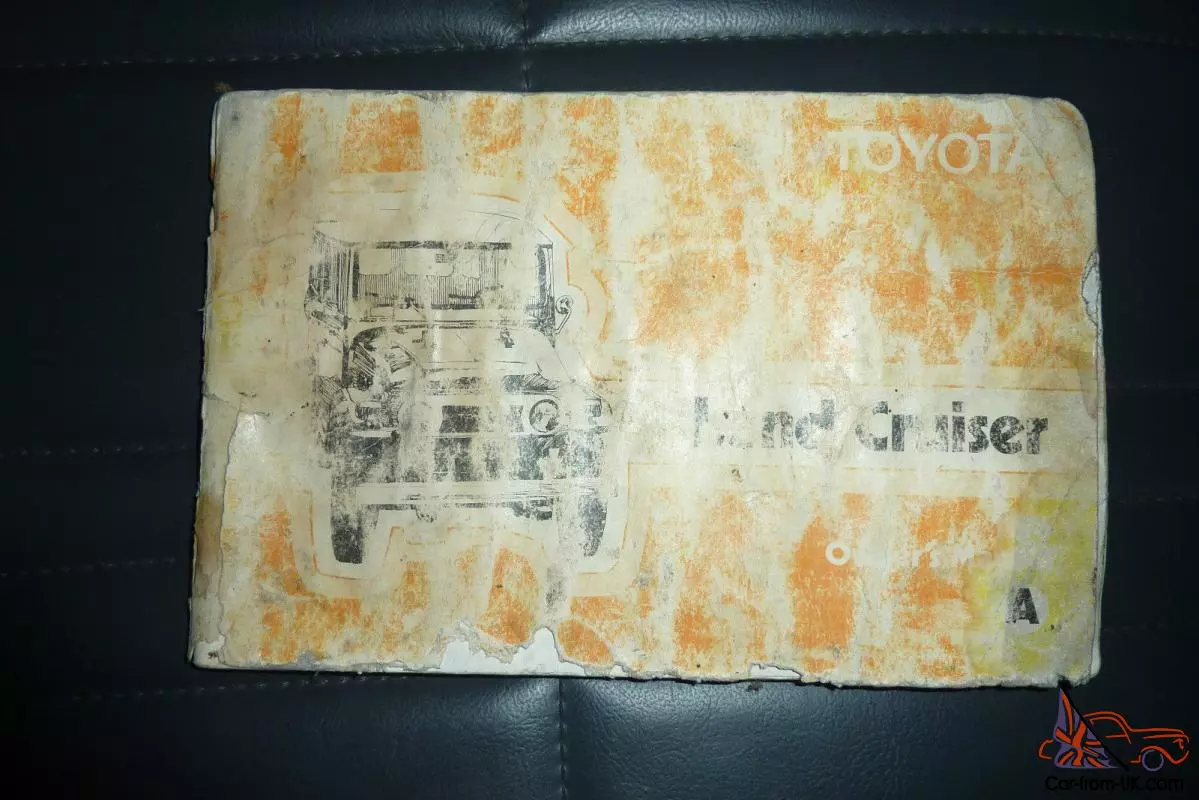 TOYOTA
Land Cruiser
A
Car-from-UK.com